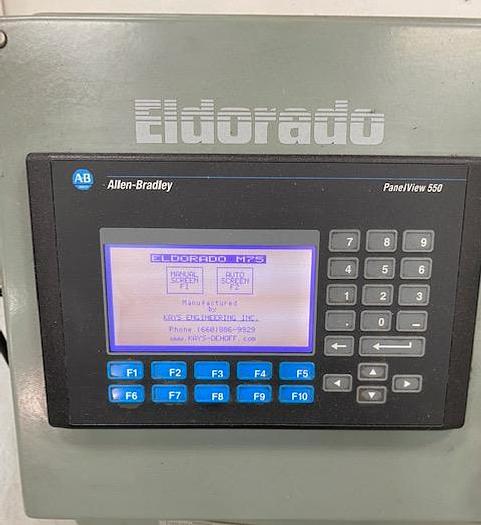 Eldorado
AB Allen-Bradley
PanelView 550
ELDORADO M75
MANUAL SCREEN F1
AUTO SCREEN F2
Manufactured
by
KAYS ENGINEERING INC.
Phone (660)886-9929
www.KAYS-DEHOFF.com
7 8 9
4 5 6
1 2 3
. 0 -
F1 F2 F3 F4 F5
F6 F7 F8 F9 F10